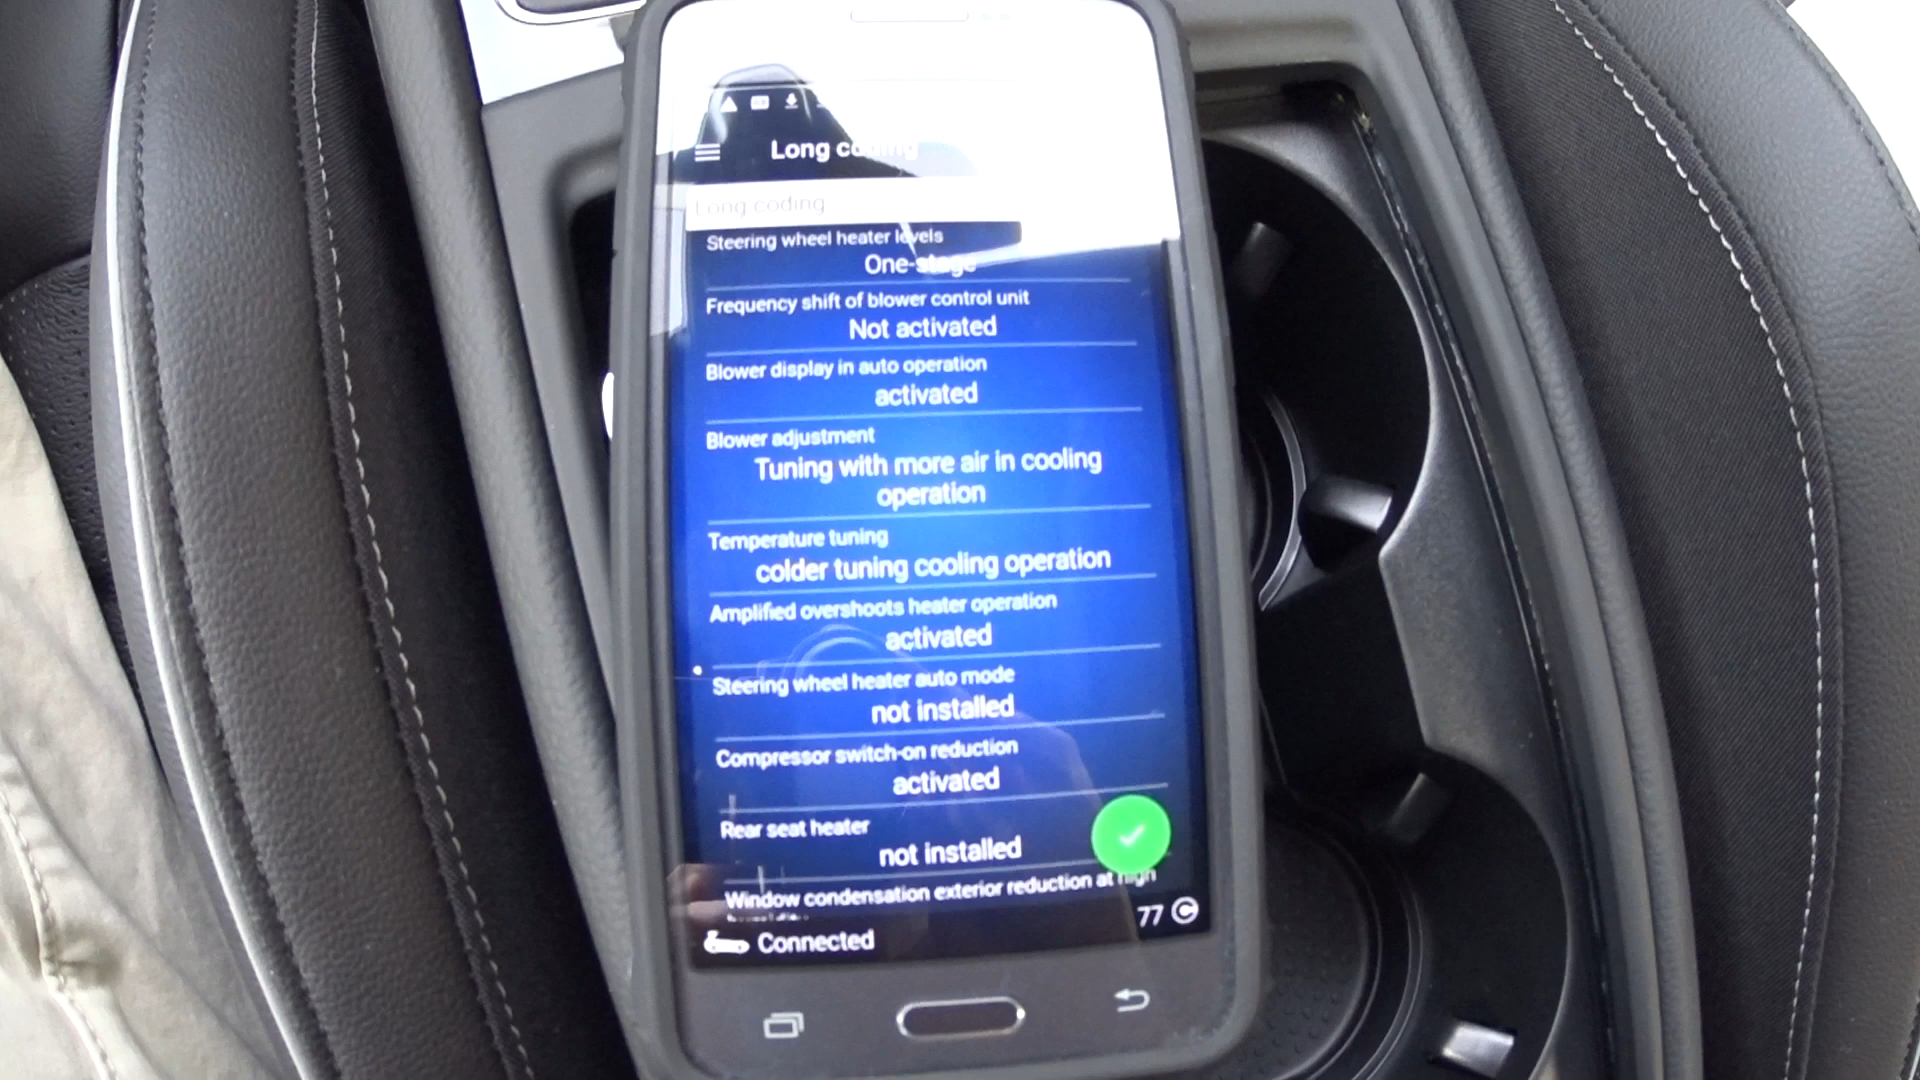 Long coding
Long coding
Steering wheel heater levels
One-stage
Frequency shift of blower control unit
Not activated
Blower display in auto operation
activated
Blower adjustment
Tuning with more air in cooling
operation
Temperature tuning
colder tuning cooling operation
Amplified overshoots heater operation
activated
Steering wheel heater auto mode
not installed
Compressor switch-on reduction
activated
Rear seat heater
not installed
Window condensation exterior reduction at high
77
Connected